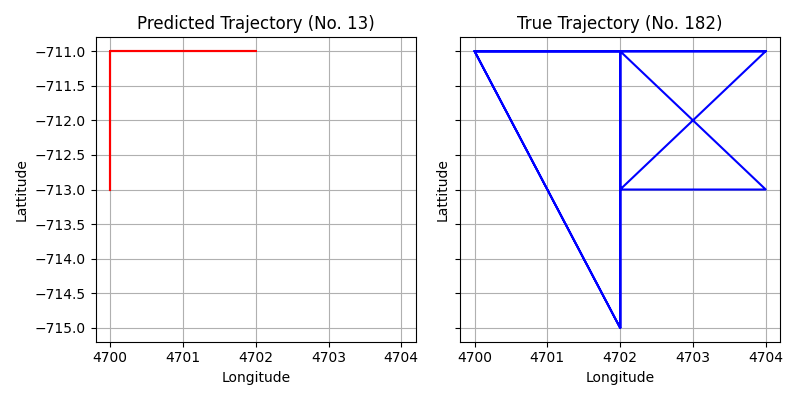 Predicted Trajectory (No. 13)
True Trajectory (No. 182)
−711.0
−711.5
−712.0
−712.5
−713.0
−713.5
−714.0
−714.5
−715.0
Lattitude
Lattitude
4700 4701 4702 4703 4704
4700 4701 4702 4703 4704
Longitude
Longitude